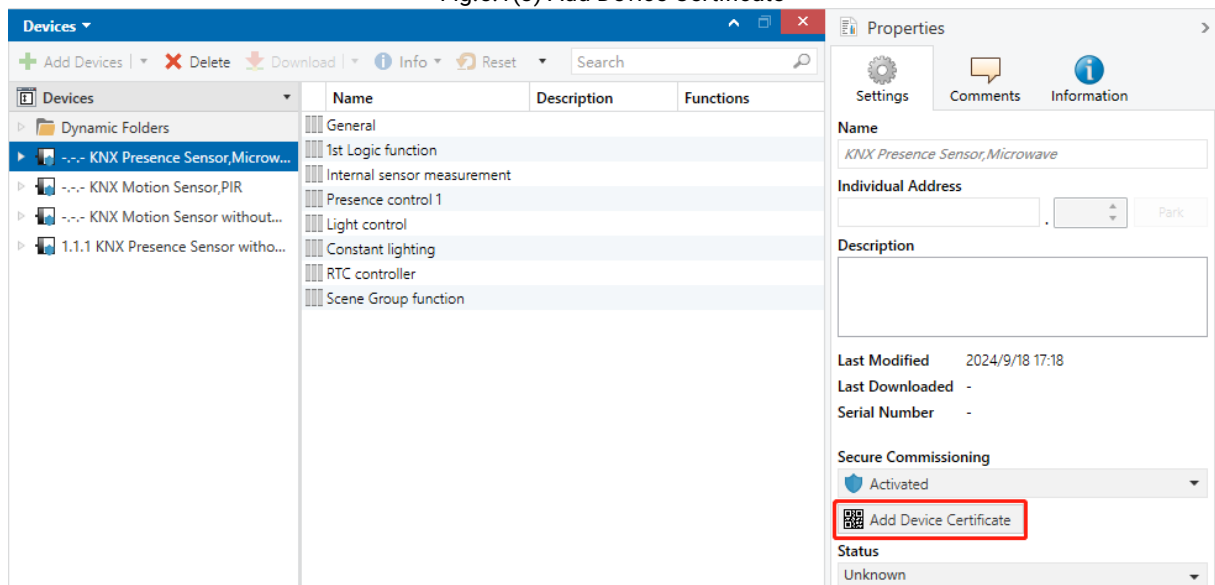 Devices
Add Devices Delete Download Info Reset Search
Devices
Dynamic Folders
-.-.- KNX Presence Sensor,Microw...
-.-.- KNX Motion Sensor,PIR
-.-.- KNX Motion Sensor without...
1.1.1 KNX Presence Sensor witho...
Name Description Functions
General
1st Logic function
Internal sensor measurement
Presence control 1
Light control
Constant lighting
RTC controller
Scene Group function
Properties
Settings Comments Information
Name
KNX Presence Sensor,Microwave
Individual Address
. Park
Description
Last Modified 2024/9/18 17:18
Last Downloaded -
Serial Number -
Secure Commissioning
Activated
Add Device Certificate
Status
Unknown